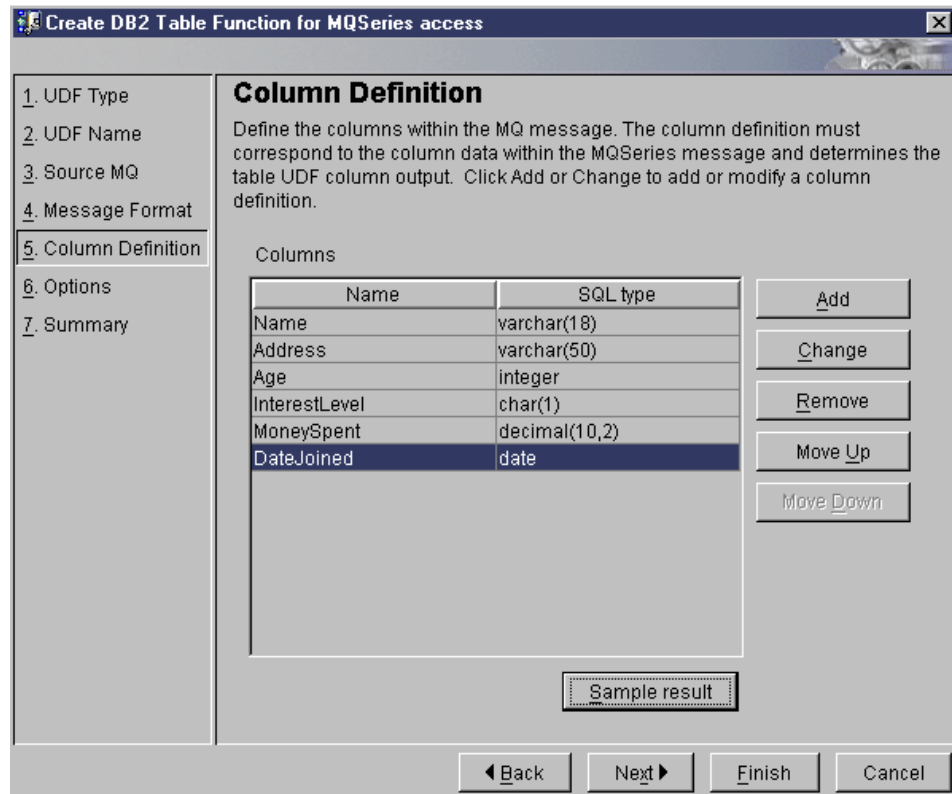 Create DB2 Table Function for MQSeries access
1. UDF Type
2. UDF Name
3. Source MQ
4. Message Format
5. Column Definition
6. Options
7. Summary
Column Definition
Define the columns within the MQ message. The column definition must
correspond to the column data within the MQSeries message and determines the
table UDF column output. Click Add or Change to add or modify a column
definition.
Columns
Name SQL type
Name varchar(18)
Address varchar(50)
Age integer
InterestLevel char(1)
MoneySpent decimal(10,2)
DateJoined date
Add
Change
Remove
Move Up
Move Down
Sample result
Back Next Finish Cancel